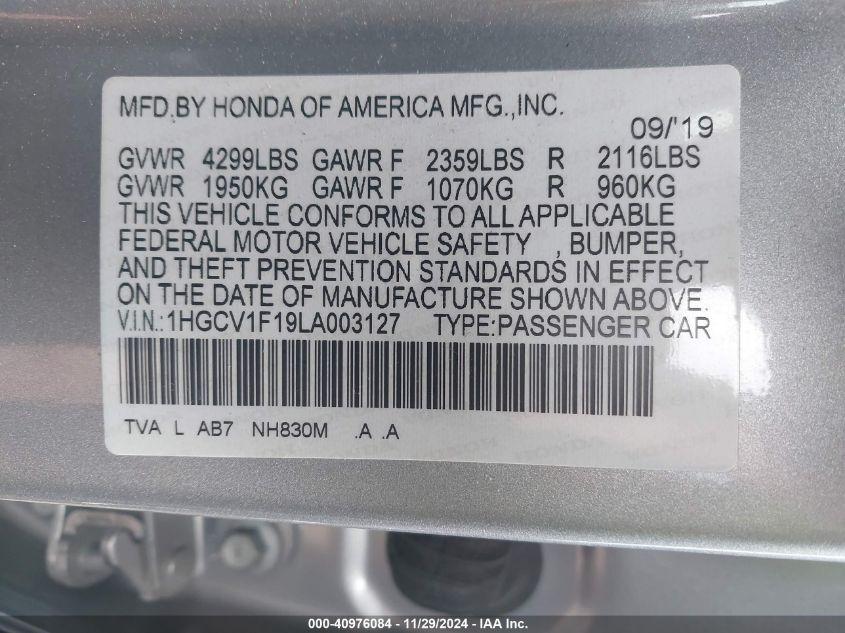 MFD.BY HONDA OF AMERICA MFG.,INC.
09/'19
GVWR 4299LBS GAWR F 2359LBS R 2116LBS
GVWR 1950KG GAWR F 1070KG R 960KG
THIS VEHICLE CONFORMS TO ALL APPLICABLE
FEDERAL MOTOR VEHICLE SAFETY , BUMPER,
AND THEFT PREVENTION STANDARDS IN EFFECT
ON THE DATE OF MANUFACTURE SHOWN ABOVE.
V.I.N.:1HGCV1F19LA003127 TYPE:PASSENGER CAR
TVA L AB7 NH830M .A .A
000-40976084 - 11/29/2024 - IAA Inc.